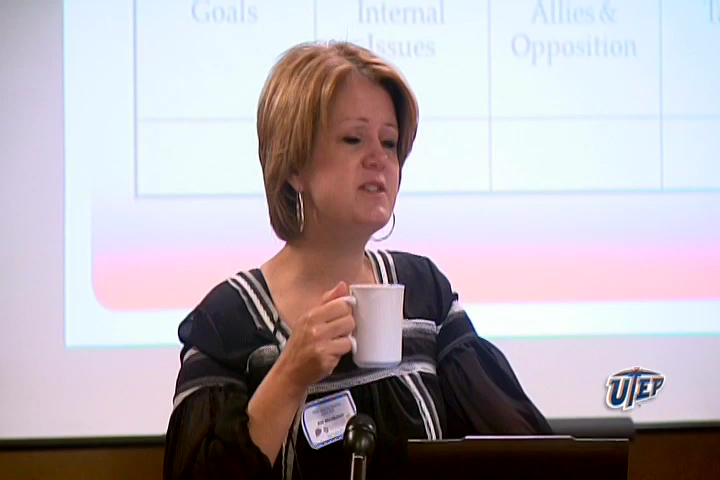 Goals
Internal
Issues
Allies &
Opposition
UTEP